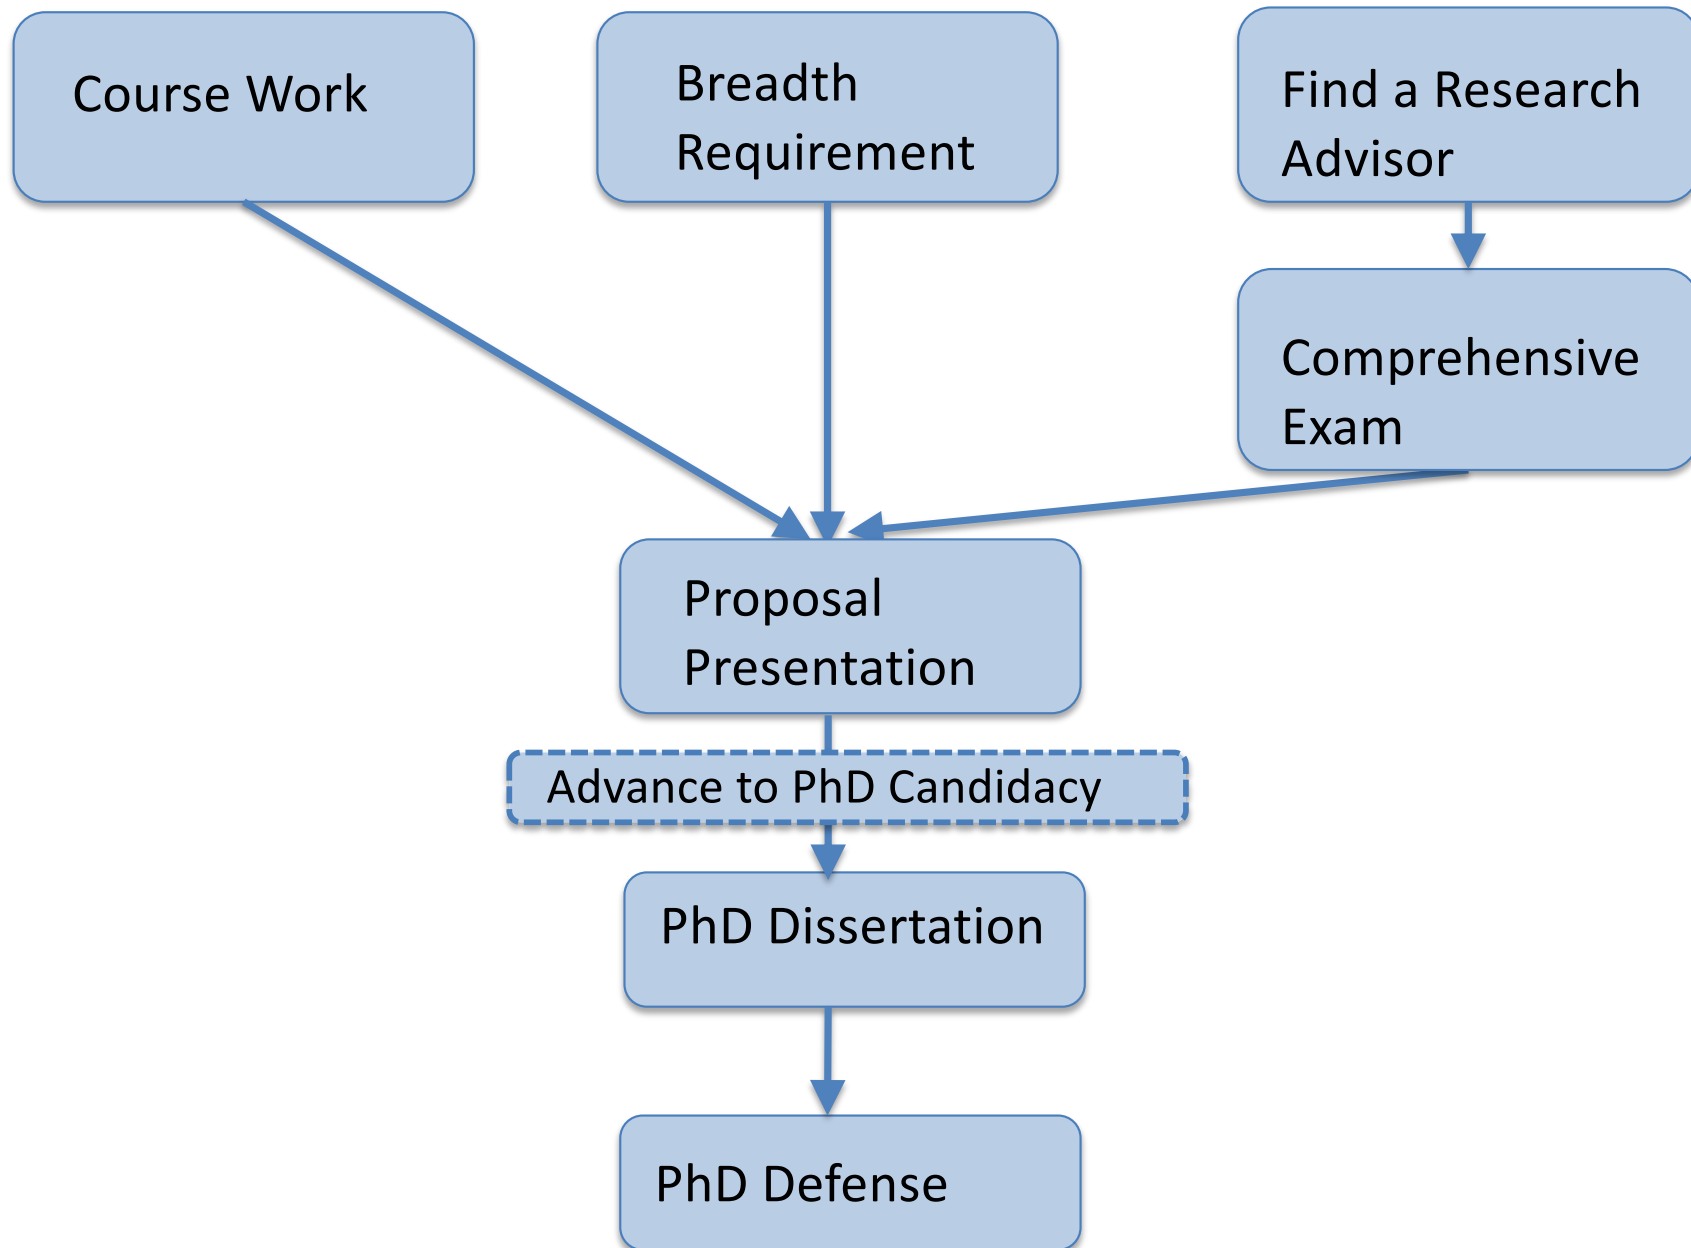 Course Work
Breadth
Requirement
Find a Research
Advisor
Comprehensive
Exam
Proposal
Presentation
Advance to PhD Candidacy
PhD Dissertation
PhD Defense